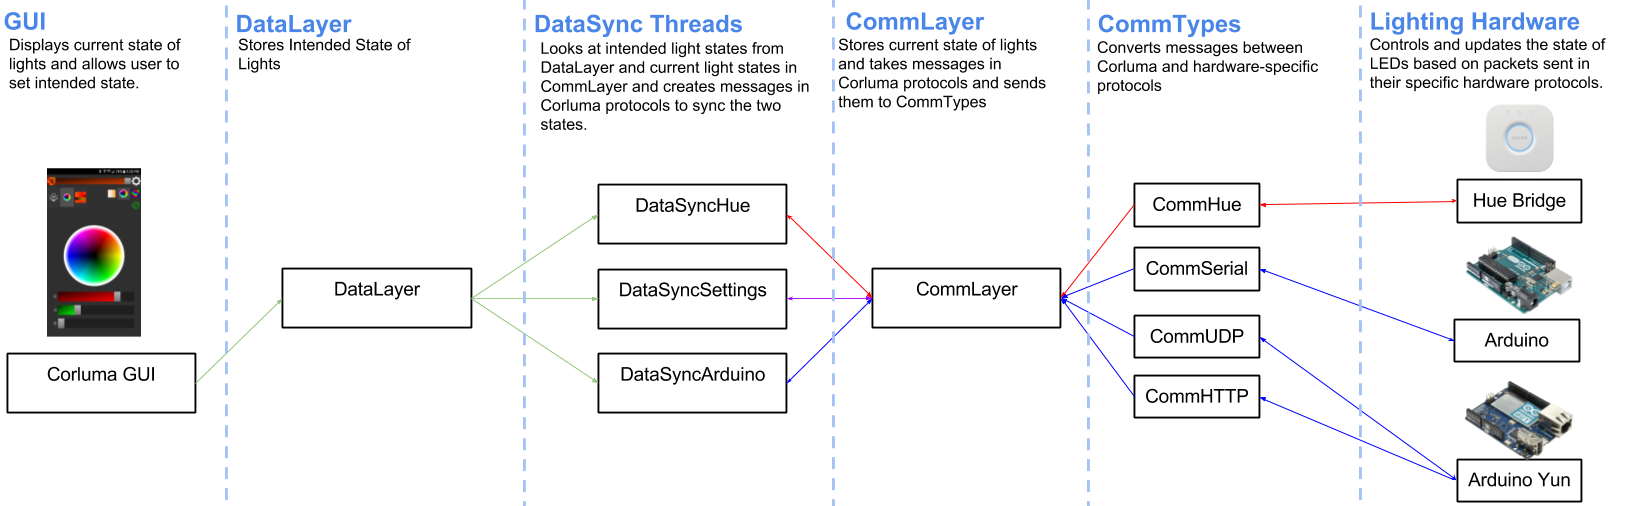 GUI
Displays current state of
lights and allows user to
set intended state.
Corluma GUI
DataLayer
Stores Intended State of
Lights
DataLayer
DataSync Threads
Looks at intended light states from
DataLayer and current light states in
CommLayer and creates messages in
Corluma protocols to sync the two
states.
DataSyncHue
DataSyncSettings
DataSyncArduino
CommLayer
Stores current state of lights
and takes messages in
Corluma protocols and sends
them to CommTypes
CommLayer
CommTypes
Converts messages between
Corluma and hardware-specific
protocols
CommHue
CommSerial
CommUDP
CommHTTP
Lighting Hardware
Controls and updates the state of
LEDs based on packets sent in
their specific hardware protocols.
Hue Bridge
Arduino
Arduino Yun